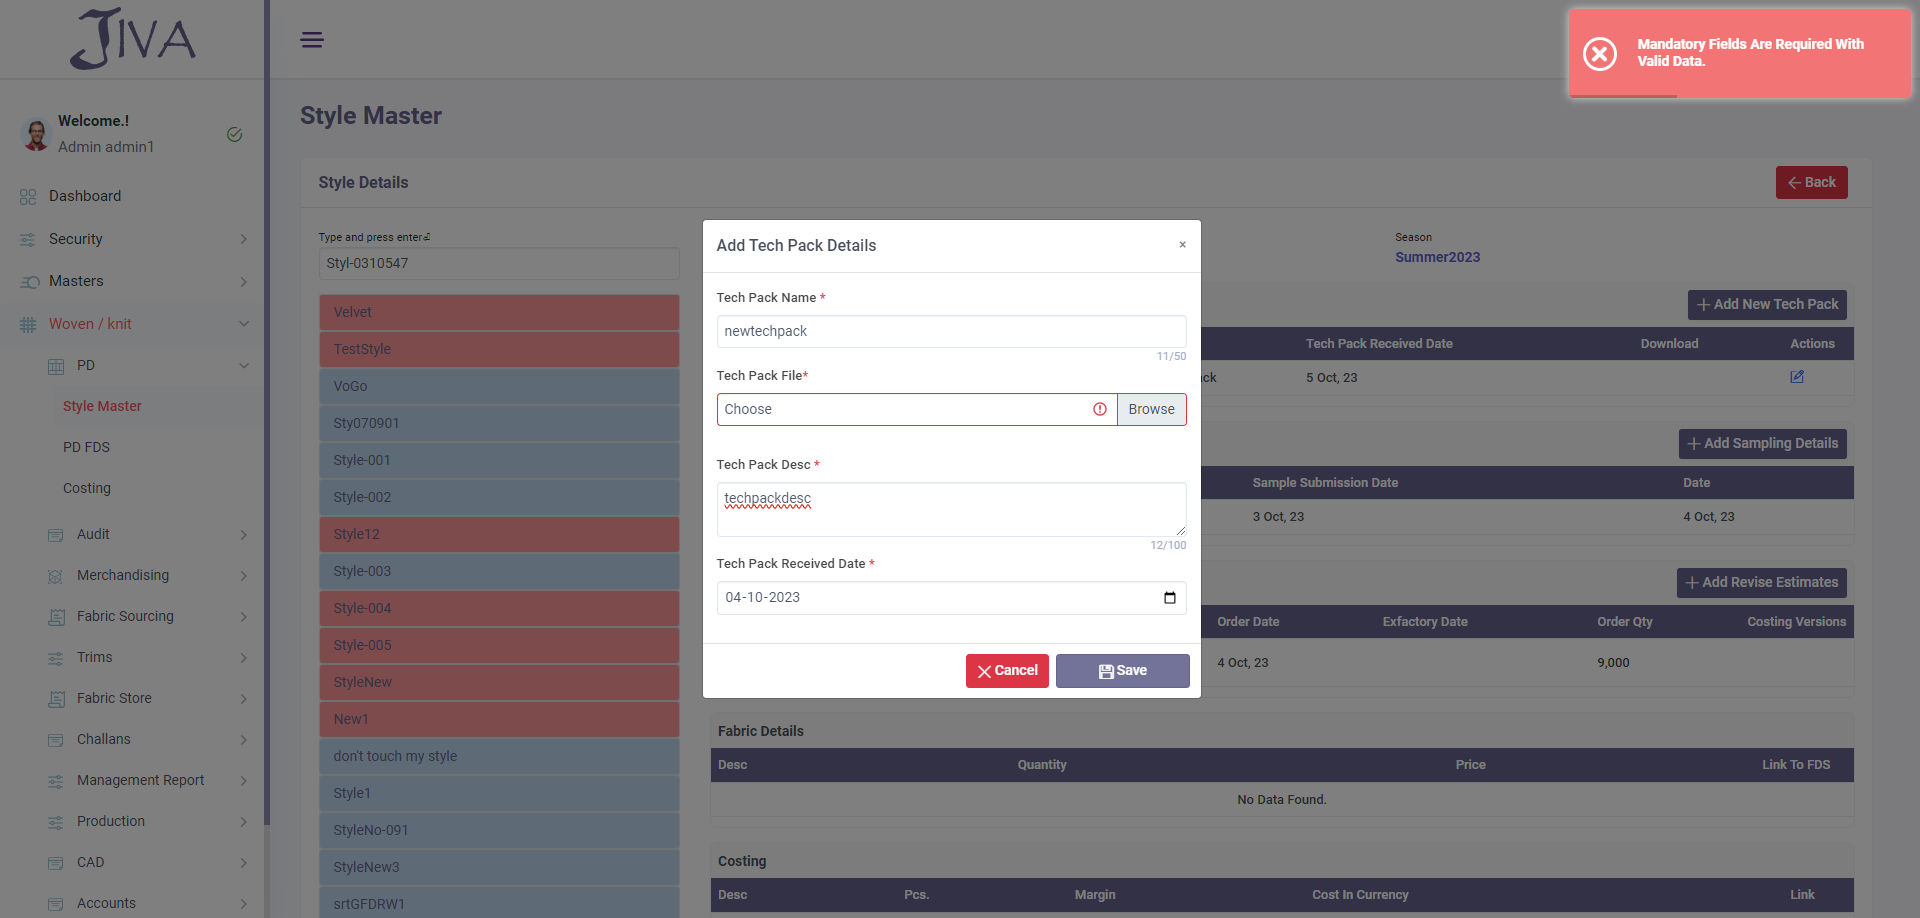 JIVA
Mandatory Fields Are Required With
Valid Data.
Welcome.!
Admin admin1
Dashboard
Security
Masters
Woven / knit
PD
Style Master
PD FDS
Costing
Audit
Merchandising
Fabric Sourcing
Trims
Fabric Store
Challans
Management Report
Production
CAD
Accounts
Style Master
Style Details
Back
Type and press enter⏎
Styl-0310547
Velvet
TestStyle
VoGo
Sty070901
Style-001
Style-002
Style12
Style-003
Style-004
Style-005
StyleNew
New1
don't touch my style
Style1
StyleNo-091
StyleNew3
srtGFDRW1
Add Tech Pack Details ×
Tech Pack Name *
newtechpack
11/50
Tech Pack File*
Choose Browse
Tech Pack Desc *
techpackdesc
12/100
Tech Pack Received Date *
04-10-2023
Cancel Save
Season
Summer2023
Add New Tech Pack
Tech Pack Received Date Download Actions
ck 5 Oct, 23
Add Sampling Details
Sample Submission Date Date
3 Oct, 23 4 Oct, 23
Add Revise Estimates
Order Date Exfactory Date Order Qty Costing Versions
4 Oct, 23 9,000
Fabric Details
Desc Quantity Price Link To FDS
No Data Found.
Costing
Desc Pcs. Margin Cost In Currency Link